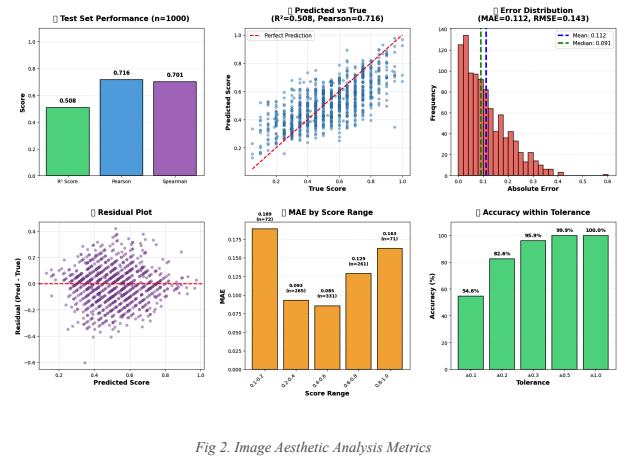 Test Set Performance (n=1000)
1.0
0.8
0.6
0.4
0.2
0.0
Score
0.508
0.716
0.701
R² Score
Pearson
Spearman
Predicted vs True
(R²=0.508, Pearson=0.716)
Perfect Prediction
1.0
0.8
0.6
0.4
0.2
Predicted Score
0.2
0.4
0.6
0.8
1.0
True Score
Error Distribution
(MAE=0.112, RMSE=0.143)
Mean: 0.112
Median: 0.091
140
120
100
80
60
40
20
0
Frequency
0.0
0.1
0.2
0.3
0.4
0.5
0.6
Absolute Error
Residual Plot
0.4
0.2
0.0
−0.2
−0.4
−0.6
Residual (Pred - True)
0.2
0.4
0.6
0.8
1.0
Predicted Score
MAE by Score Range
0.175
0.150
0.125
0.100
0.075
0.050
0.025
0.000
MAE
0.189
(n=72)
0.093
(n=265)
0.085
(n=331)
0.129
(n=261)
0.163
(n=71)
0.1-0.2
0.2-0.4
0.4-0.6
0.6-0.8
0.8-1.0
Score Range
Accuracy within Tolerance
100
80
60
40
20
0
Accuracy (%)
54.6%
82.6%
95.9%
99.9%
100.0%
±0.1
±0.2
±0.3
±0.5
±1.0
Tolerance
Fig 2. Image Aesthetic Analysis Metrics